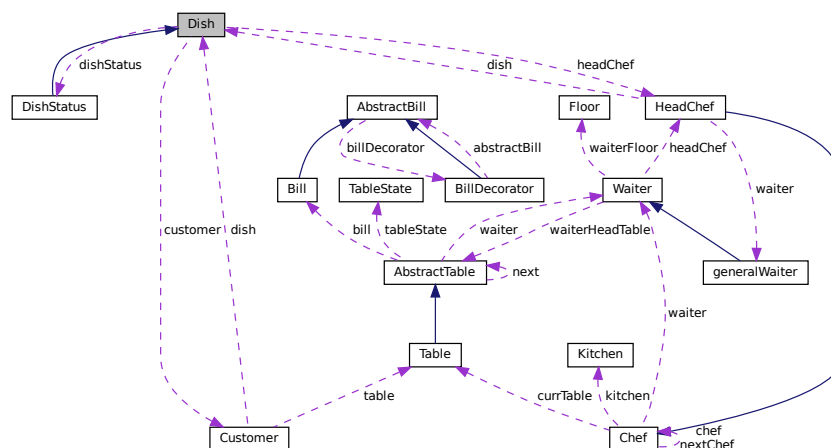 Dish
dishStatus
dish
headChef
DishStatus
AbstractBill
Floor
HeadChef
billDecorator
abstractBill
waiterFloor
headChef
Bill
TableState
BillDecorator
Waiter
waiter
customer
dish
bill
tableState
waiter
waiterHeadTable
AbstractTable
next
generalWaiter
waiter
Table
Kitchen
table
currTable
kitchen
Customer
Chef
chef
nextChef